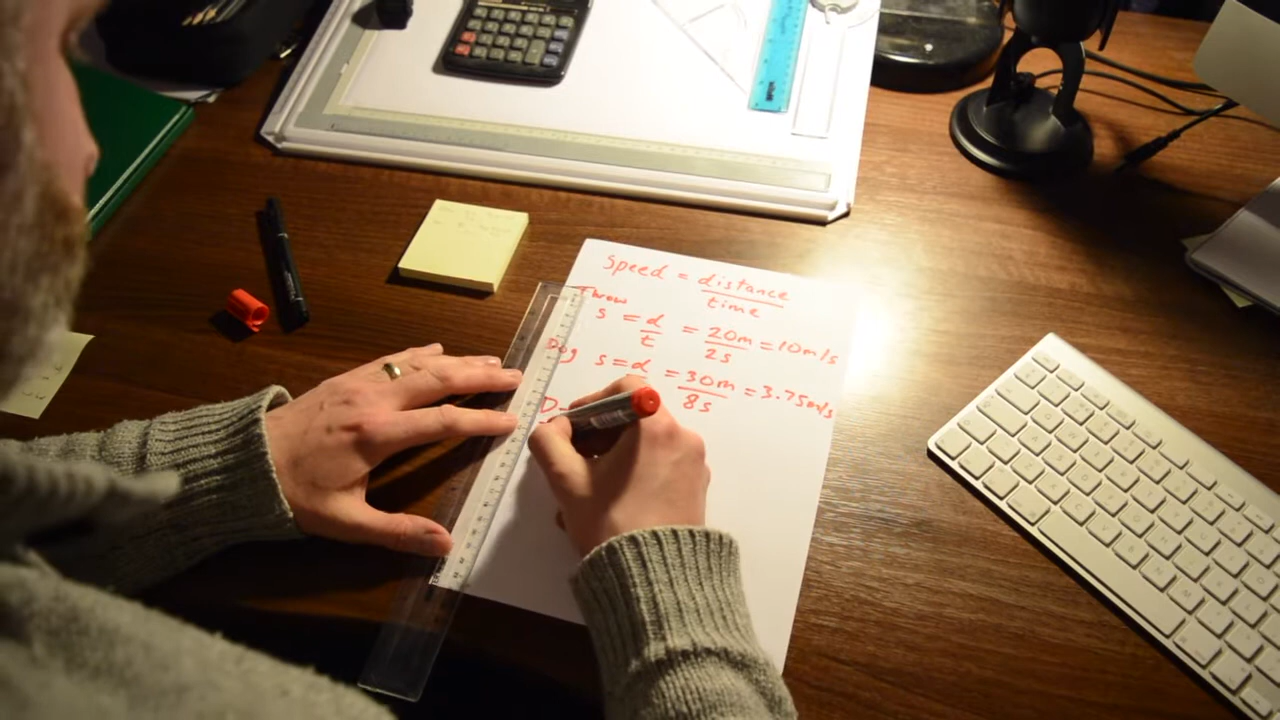 Speed = distance
time
Throw
s = d = 20m = 10m/s
t 2s
Dog s = d = 30m = 3.75m/s
8s
D